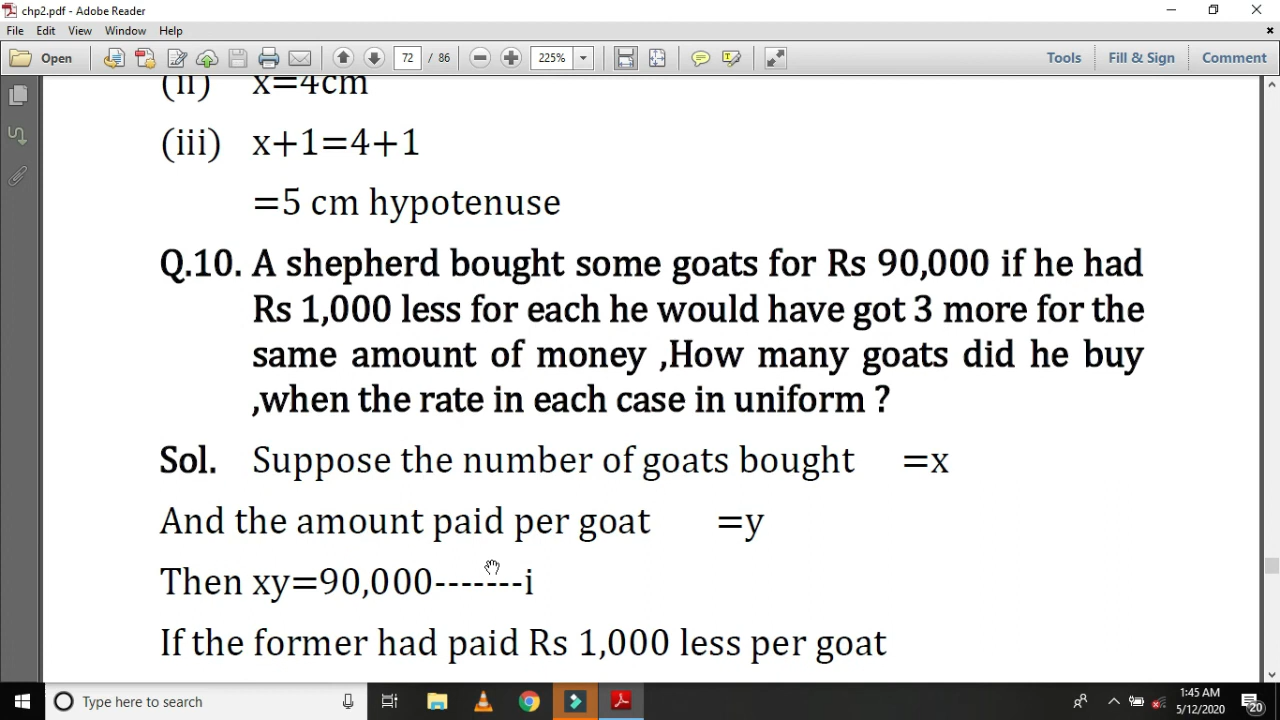 chp2.pdf - Adobe Reader
File Edit View Window Help
Open 72 / 86 225% Tools Fill & Sign Comment
(ii) x=4cm
(iii) x+1=4+1
=5 cm hypotenuse
Q.10. A shepherd bought some goats for Rs 90,000 if he had
Rs 1,000 less for each he would have got 3 more for the
same amount of money ,How many goats did he buy
,when the rate in each case in uniform ?
Sol. Suppose the number of goats bought =x
And the amount paid per goat =y
Then xy=90,000-------i
If the former had paid Rs 1,000 less per goat
Type here to search
1:45 AM
5/12/2020
20